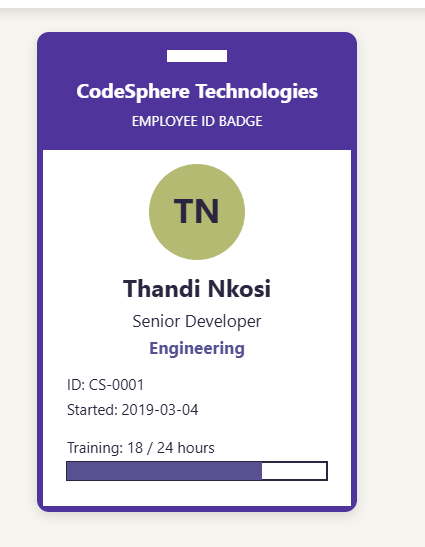 CodeSphere Technologies
EMPLOYEE ID BADGE
TN
Thandi Nkosi
Senior Developer
Engineering
ID: CS-0001
Started: 2019-03-04
Training: 18 / 24 hours